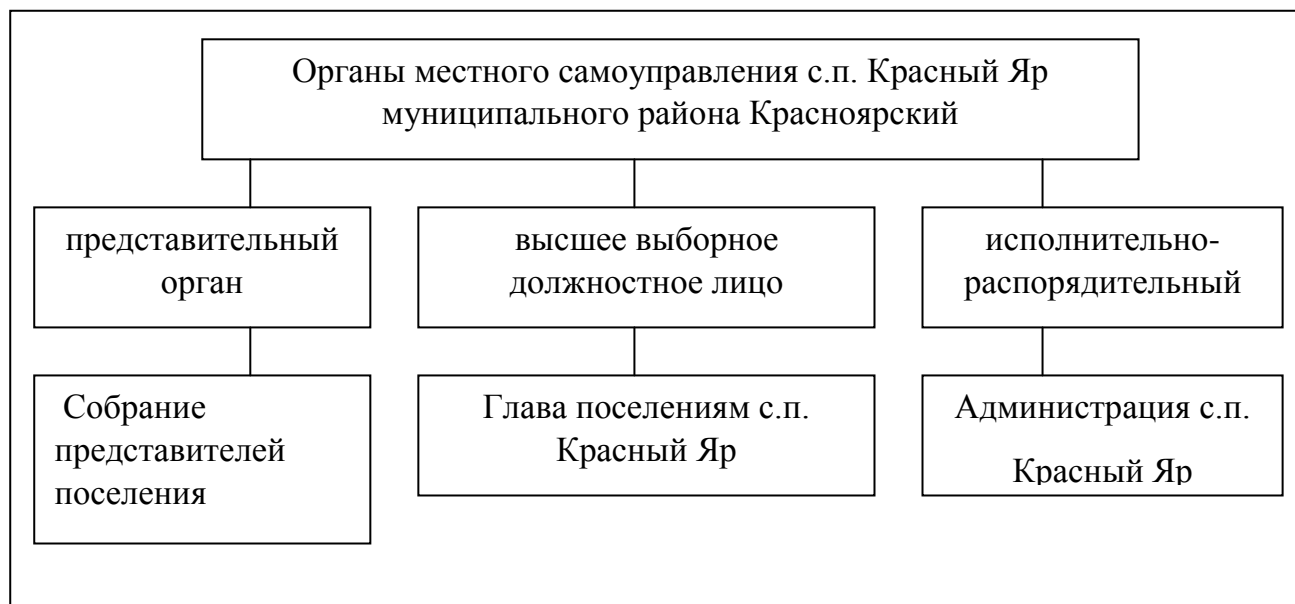 Органы местного самоуправления с.п. Красный Яр
муниципального района Красноярский
представительный
орган
высшее выборное
должностное лицо
исполнительно-
распорядительный
Собрание
представителей
поселения
Глава поселениям с.п.
Красный Яр
Администрация с.п.
Красный Яр